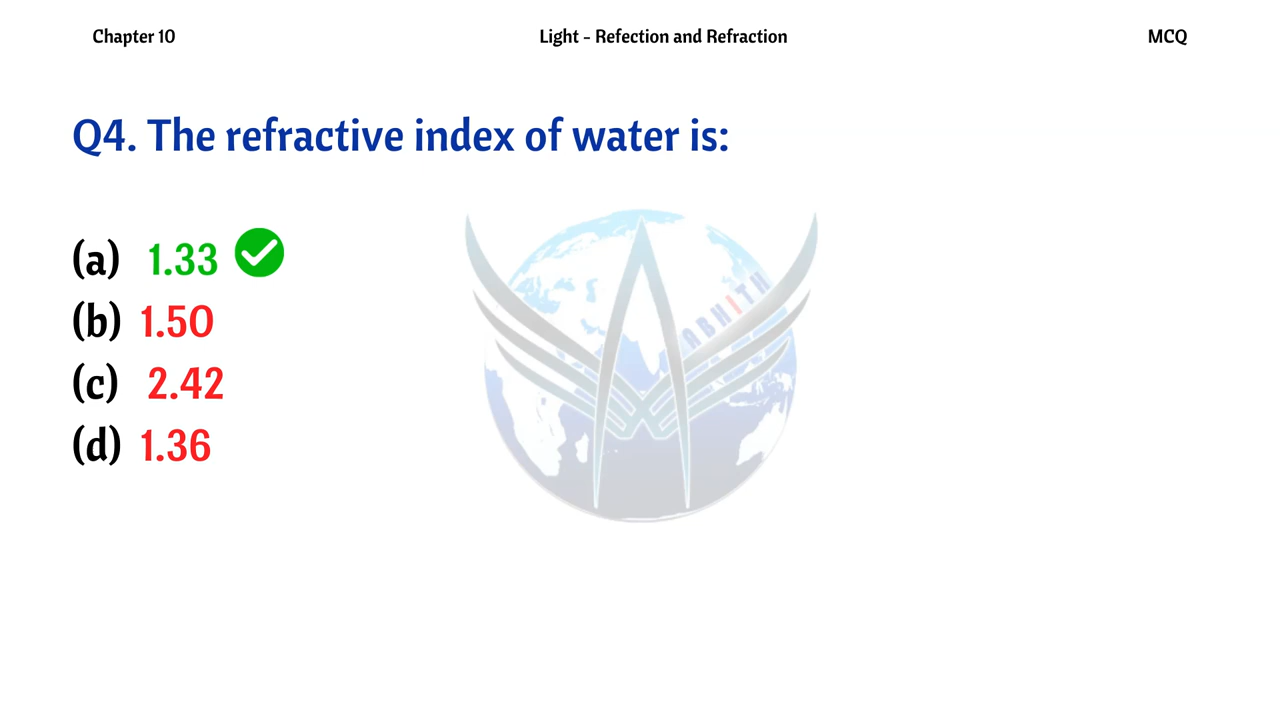 Chapter 10
Light - Refection and Refraction
MCQ
Q4. The refractive index of water is:
(a) 1.33
(b) 1.50
(c) 2.42
(d) 1.36
ABHITH